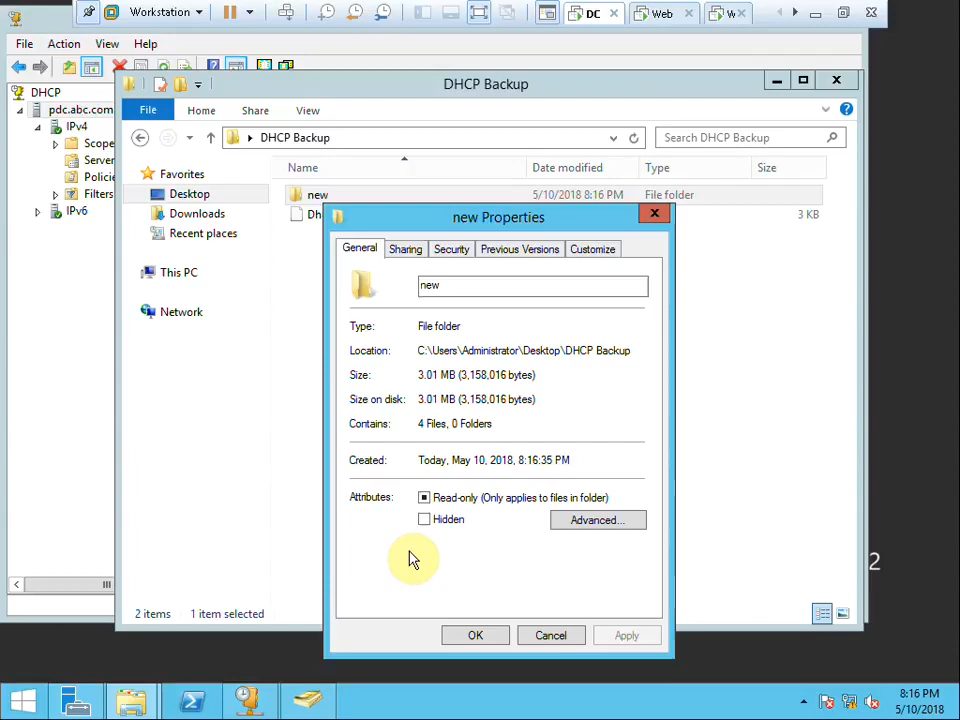 Workstation
DC
Web
W
File Action View Help
DHCP
pdc.abc.com
IPv4
Scope
Server
Policie
Filters
IPv6
DHCP Backup
File Home Share View
DHCP Backup
Search DHCP Backup
Name Date modified Type Size
Favorites
Desktop
Downloads
Recent places
This PC
Network
new 5/10/2018 8:16 PM File folder
Dh 3 KB
new Properties
General Sharing Security Previous Versions Customize
new
Type: File folder
Location: C:\Users\Administrator\Desktop\DHCP Backup
Size: 3.01 MB (3,158,016 bytes)
Size on disk: 3.01 MB (3,158,016 bytes)
Contains: 4 Files, 0 Folders
Created: Today, May 10, 2018, 8:16:35 PM
Attributes: Read-only (Only applies to files in folder)
Hidden Advanced...
OK Cancel Apply
2 items 1 item selected
2
8:16 PM
5/10/2018